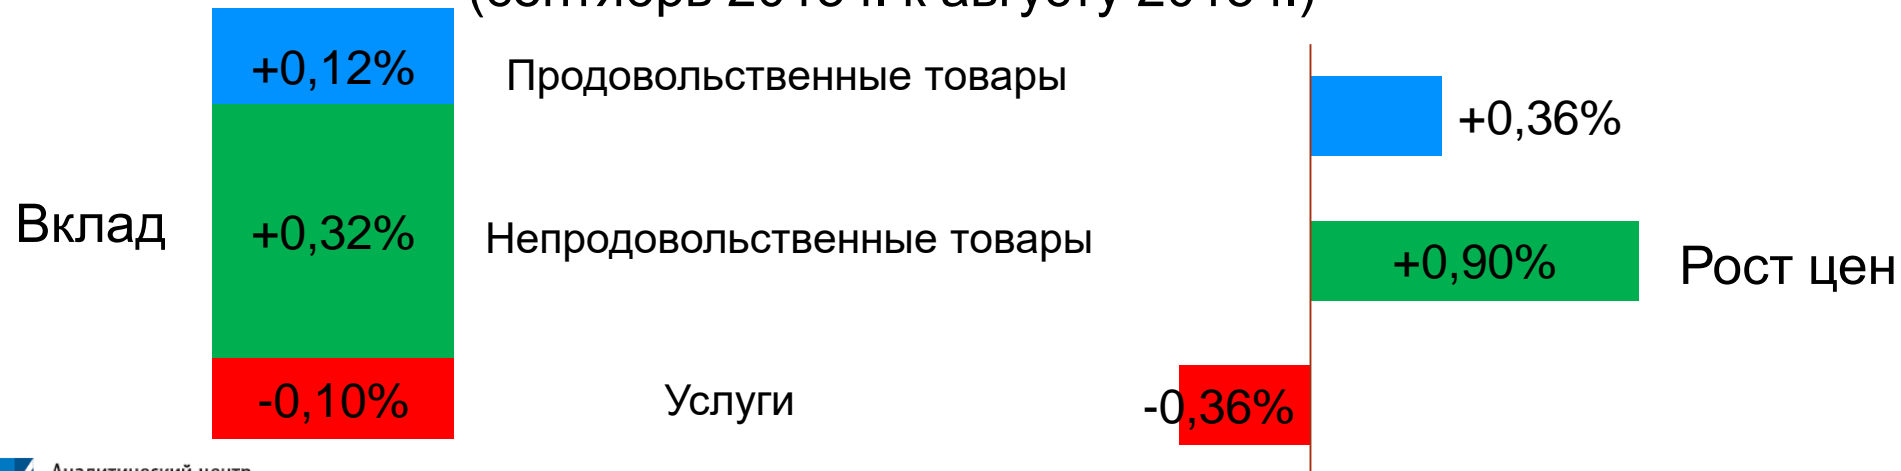 +0,12%
Продовольственные товары
+0,36%
Вклад
+0,32%
Непродовольственные товары
+0,90%
Рост цен
-0,10%
Услуги
-0,36%